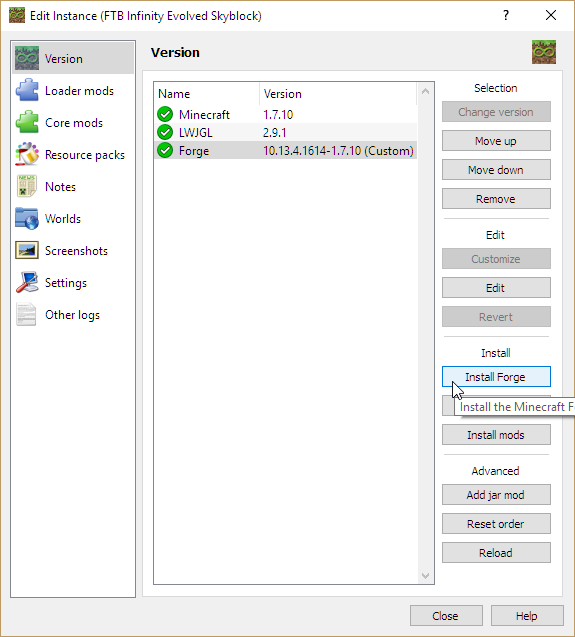 Edit Instance (FTB Infinity Evolved Skyblock)
Version
Loader mods
Core mods
Resource packs
Notes
Worlds
Screenshots
Settings
Other logs
Version
Name Version
Minecraft 1.7.10
LWJGL 2.9.1
Forge 10.13.4.1614-1.7.10 (Custom)
Selection
Change version
Move up
Move down
Remove
Edit
Customize
Edit
Revert
Install
Install Forge
Install the Minecraft F
Install mods
Advanced
Add jar mod
Reset order
Reload
Close Help